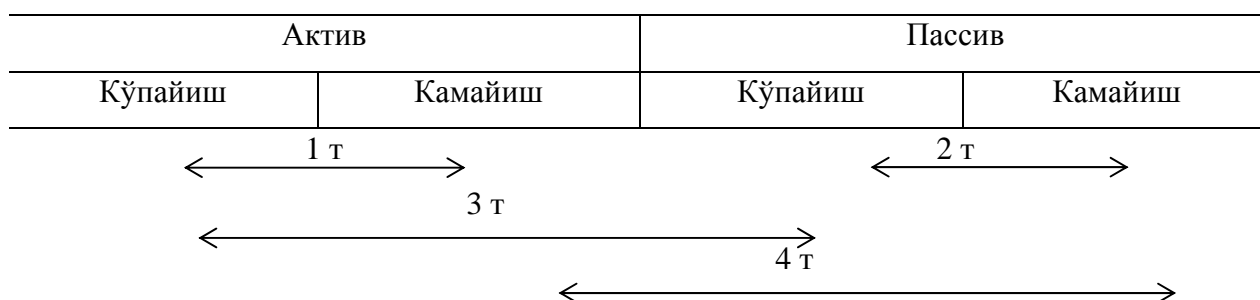 Актив Пассив
Кўпайиш Камайиш Кўпайиш Камайиш
1 т 2 т
3 т
4 т